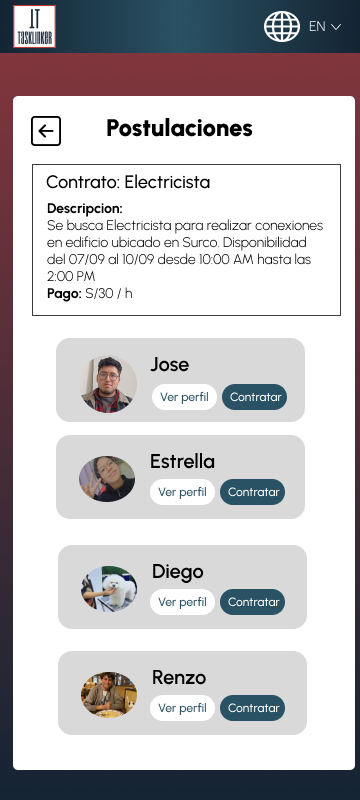 IT
TASKLINKER
EN
Postulaciones
Contrato: Electricista
Descripcion:
Se busca Electricista para realizar conexiones
en edificio ubicado en Surco. Disponibilidad
del 07/09 al 10/09 desde 10:00 AM hasta las
2:00 PM
Pago: S/30 / h
Jose
Ver perfil Contratar
Estrella
Ver perfil Contratar
Diego
Ver perfil Contratar
Renzo
Ver perfil Contratar